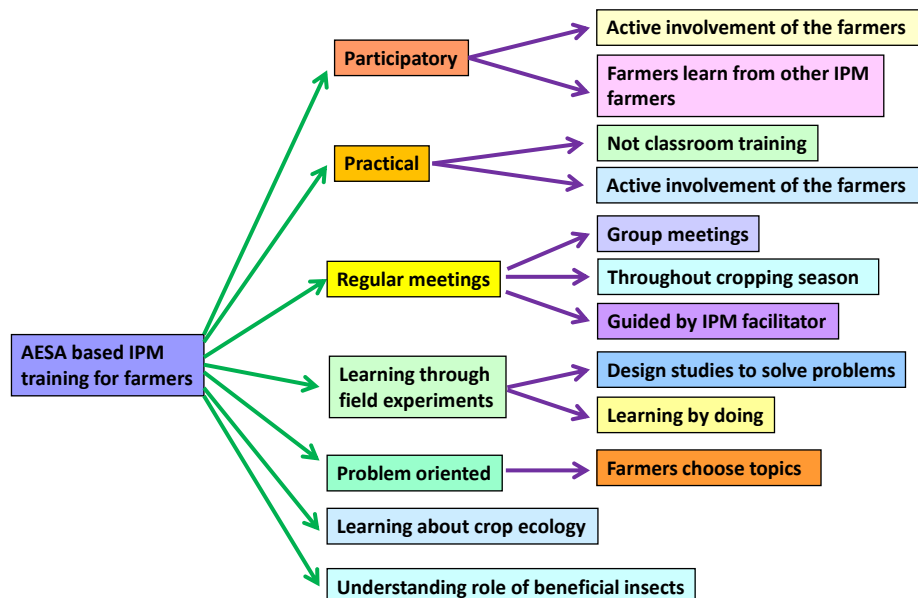 Active involvement of the farmers
Participatory
Farmers learn from other IPM
farmers
Not classroom training
Practical
Active involvement of the farmers
Group meetings
Regular meetings
Throughout cropping season
Guided by IPM facilitator
AESA based IPM
training for farmers
Learning through
field experiments
Design studies to solve problems
Learning by doing
Problem oriented
Farmers choose topics
Learning about crop ecology
Understanding role of beneficial insects